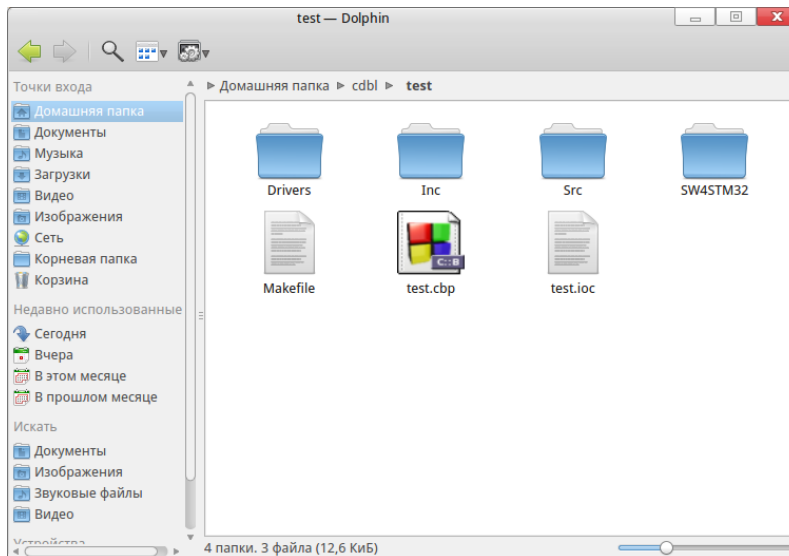 test — Dolphin
Точки входа
Домашняя папка
Документы
Музыка
Загрузки
Видео
Изображения
Сеть
Корневая папка
Корзина
Недавно использованные
Сегодня
Вчера
В этом месяце
В прошлом месяце
Искать
Документы
Изображения
Звуковые файлы
Видео
Устройства
Домашняя папка cdbl test
Drivers Inc Src SW4STM32
C::B
Makefile test.cbp test.ioc
4 папки. 3 файла (12,6 КиБ)